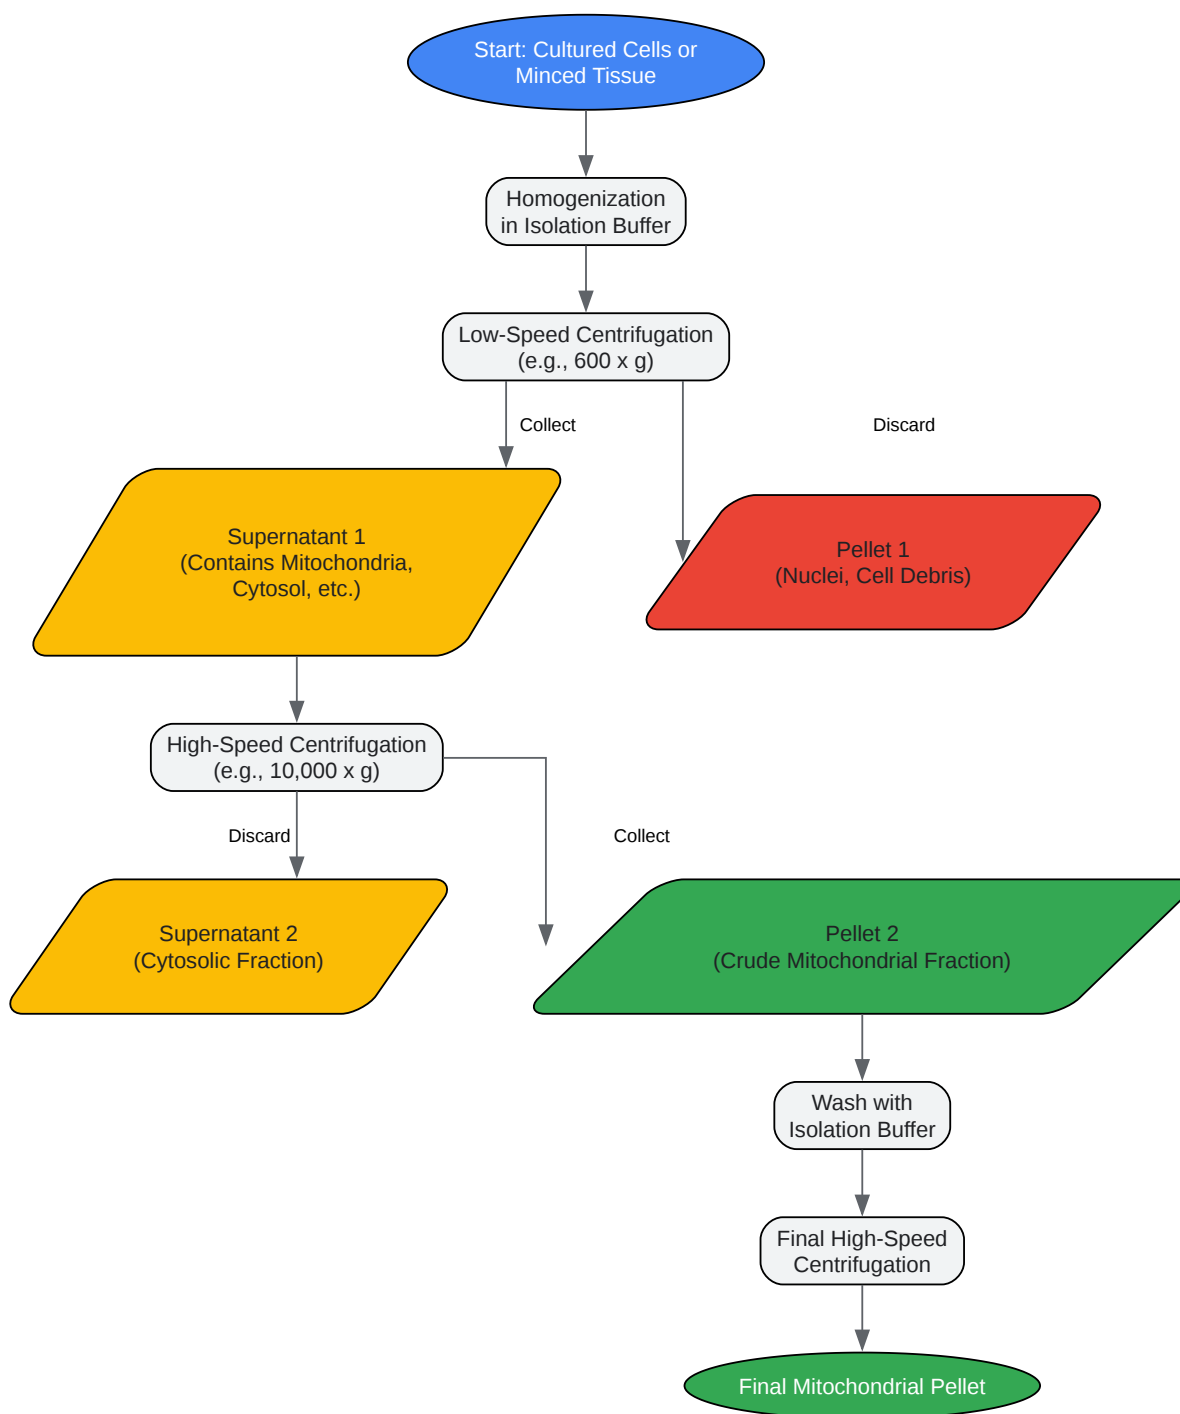 Start: Cultured Cells or
Minced Tissue
Homogenization
in Isolation Buffer
Low-Speed Centrifugation
(e.g., 600 x g)
Collect
Discard
Supernatant 1
(Contains Mitochondria,
Cytosol, etc.)
Pellet 1
(Nuclei, Cell Debris)
High-Speed Centrifugation
(e.g., 10,000 x g)
Discard
Collect
Supernatant 2
(Cytosolic Fraction)
Pellet 2
(Crude Mitochondrial Fraction)
Wash with
Isolation Buffer
Final High-Speed
Centrifugation
Final Mitochondrial Pellet